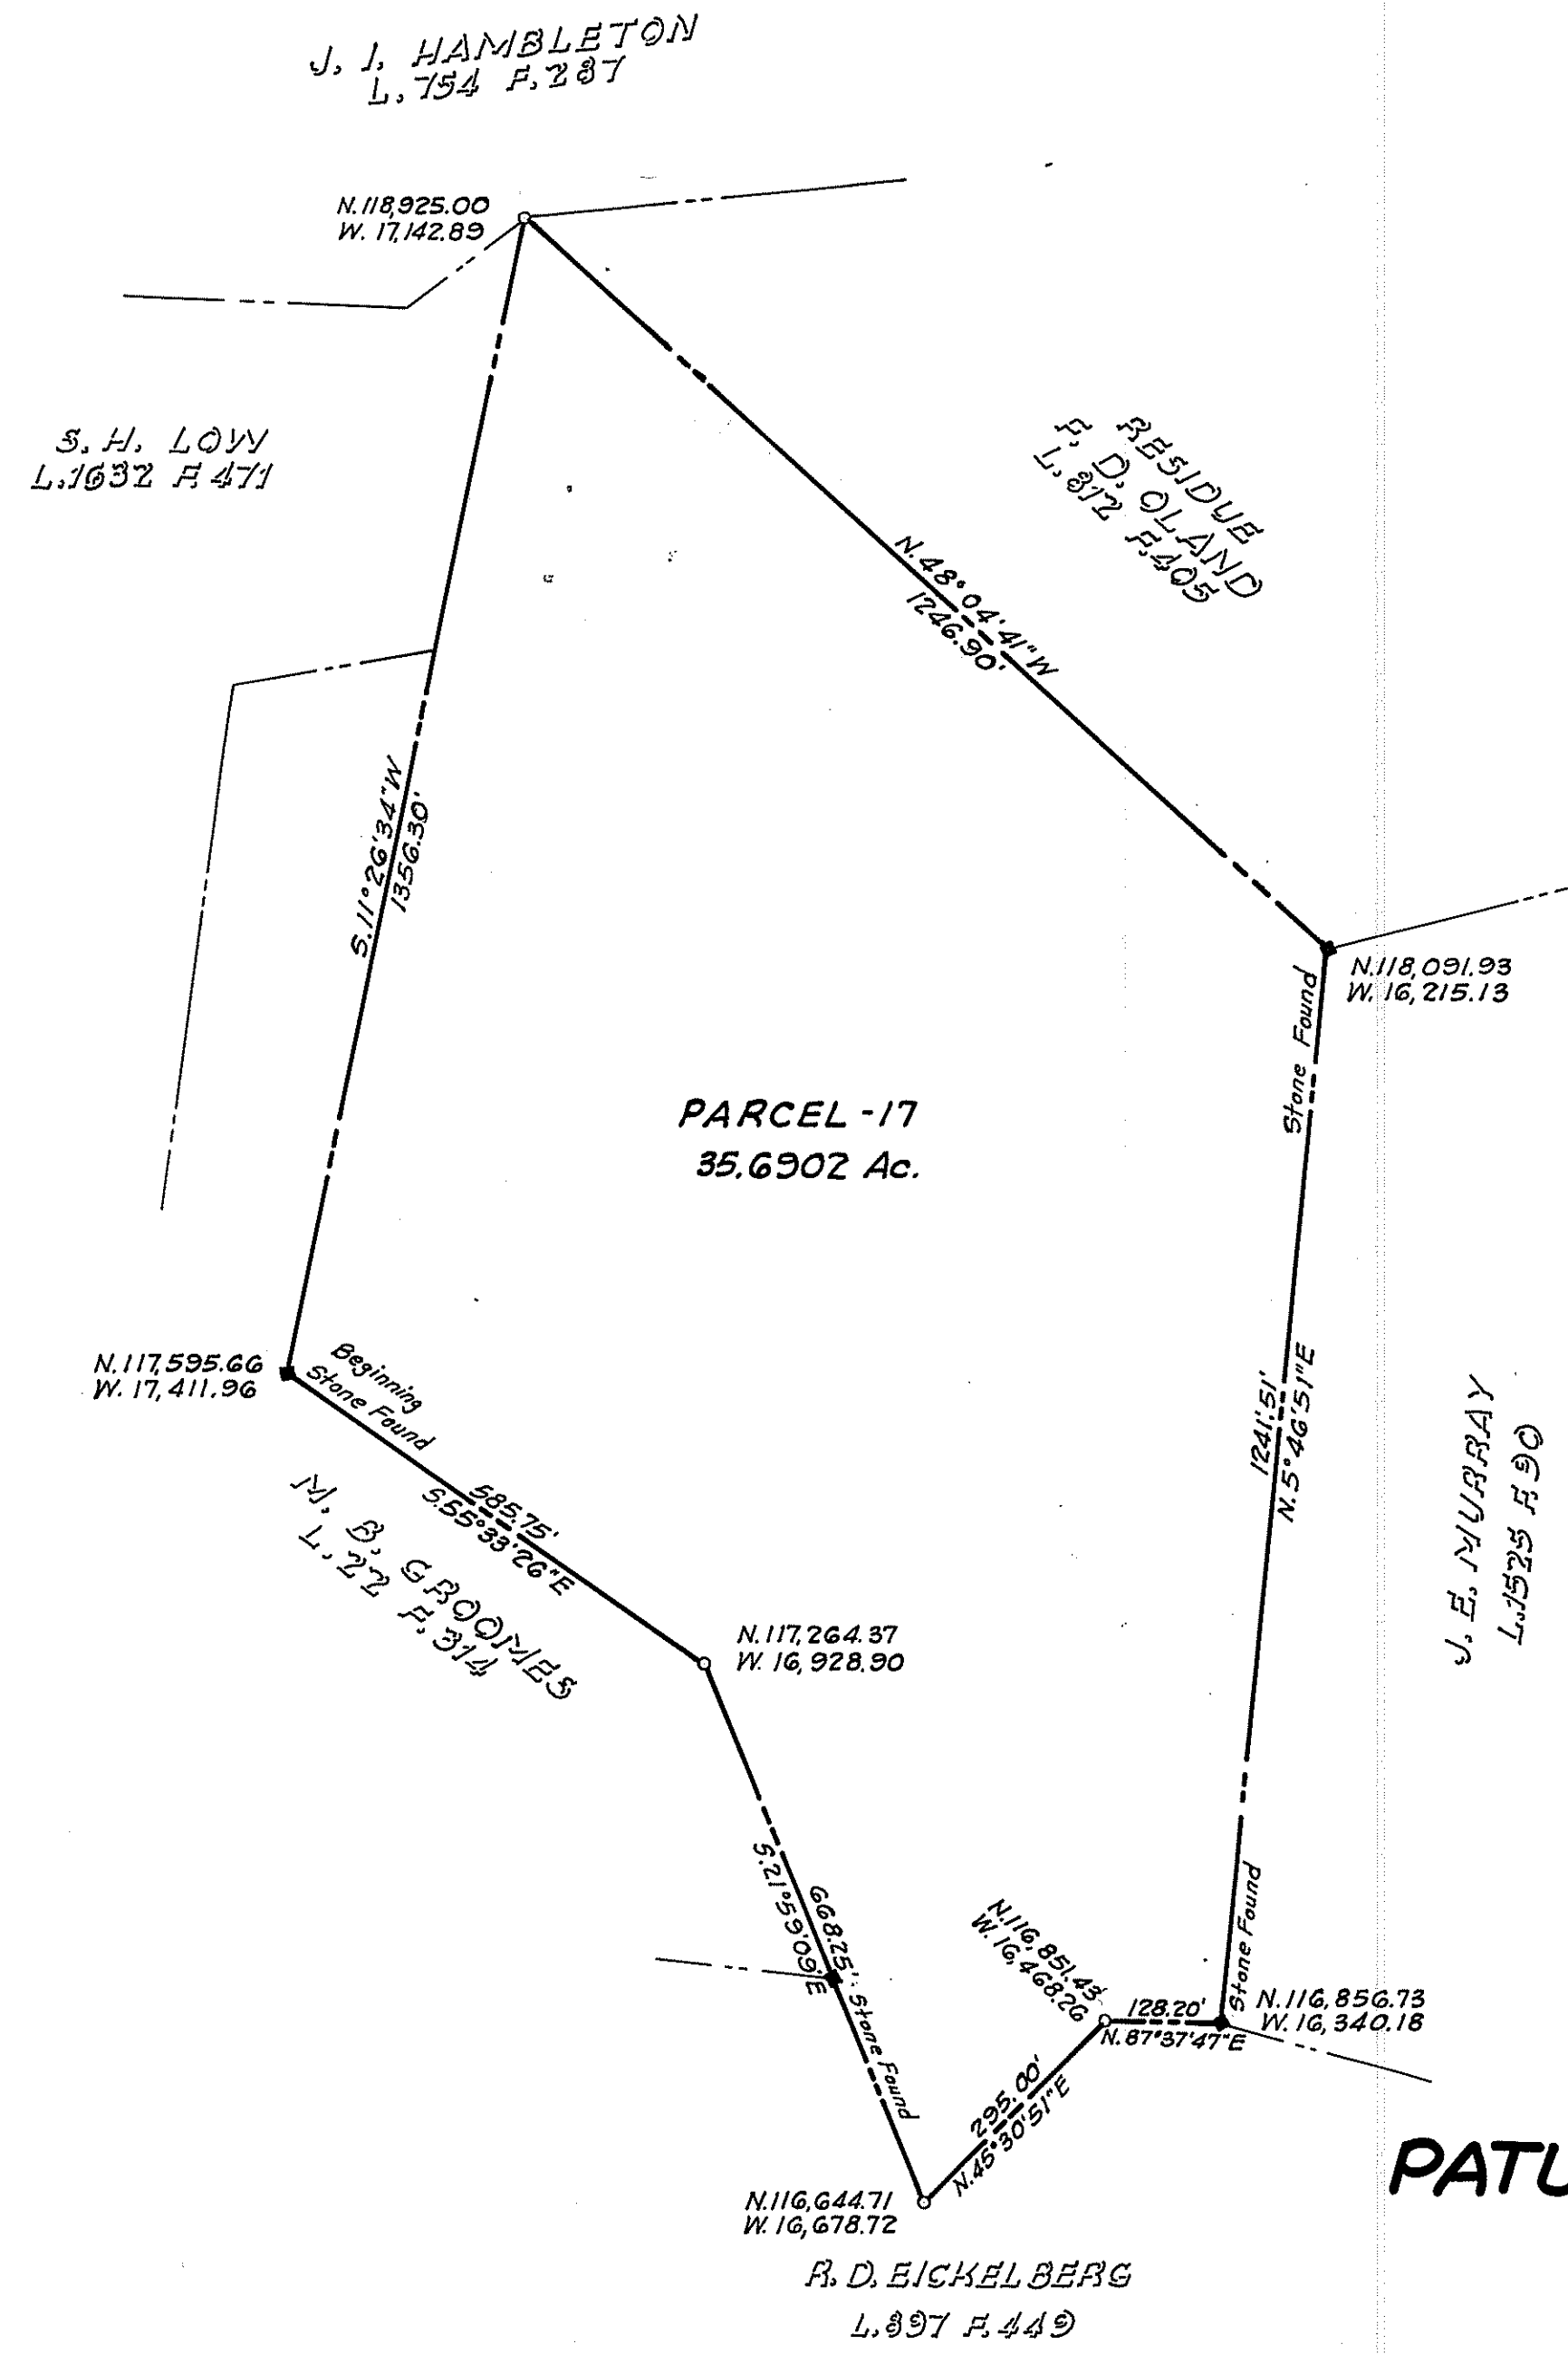 J. I. HAMBLETON
L. 754 F. 287
N. 118,925.00
W. 17,142.89
S. H. LOW
L. 1632 F. 471
RESIDUE
F. D. OLAND
L. 812 F. 405
N. 48° 04' 41" W
1246.90'
S. 11° 26' 34" W
1356.30'
N. 118,091.93
W. 16,215.13
Stone Found
PARCEL - 17
35.6902 Ac.
N. 117,595.66
W. 17,411.96
Beginning
Stone Found
585.75'
S. 55° 33' 26" E
M. B. GROOMES
L. 22 F. 314
1241.51'
N. 5° 46' 51" E
J. E. MURRAY
L. 1525 F. 90
N. 117,264.37
W. 16,928.90
S. 21° 59' 09" E
668.25'
Stone Found
N. 116,851.43
W. 16,468.26
Stone Found
128.20'
N. 87° 37' 47" E
N. 116,856.73
W. 16,340.18
295.00'
N. 45° 30' 51" E
N. 116,644.71
W. 16,678.72
PATU
R. D. EICKELBERG
L. 897 F. 449